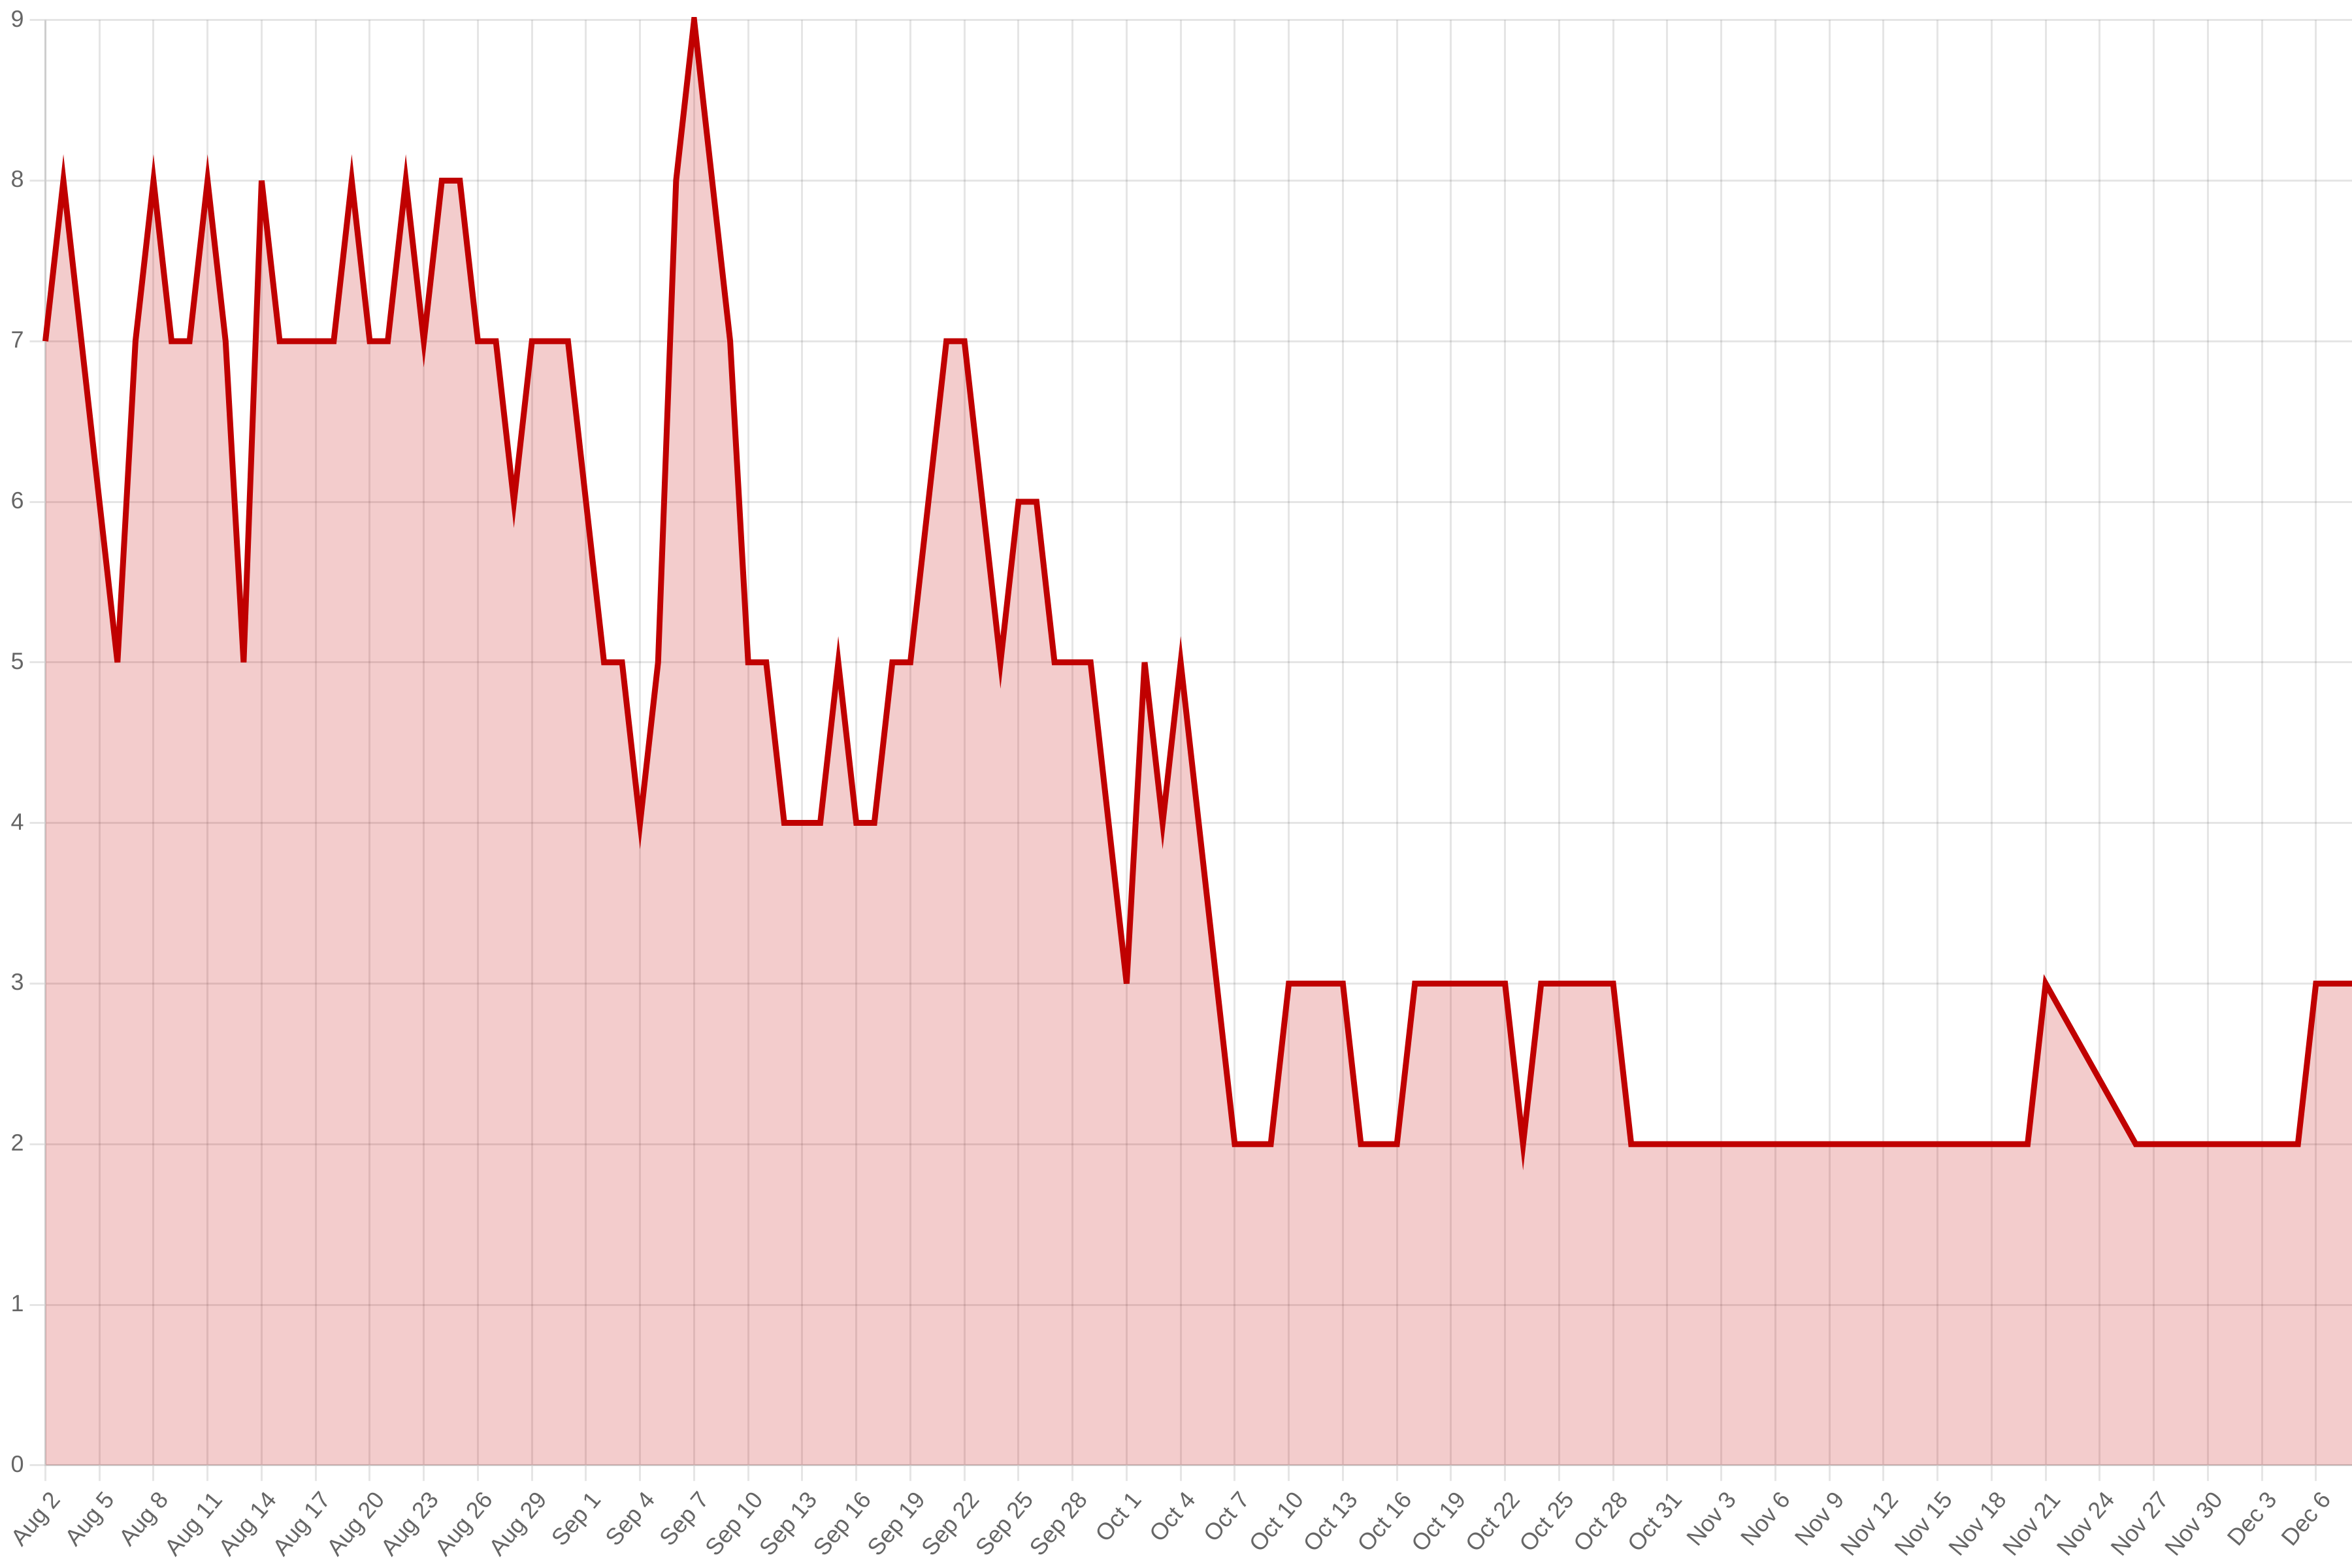 9
8
7
6
5
4
3
2
1
0
Aug 2
Aug 5
Aug 8
Aug 11
Aug 14
Aug 17
Aug 20
Aug 23
Aug 26
Aug 29
Sep 1
Sep 4
Sep 7
Sep 10
Sep 13
Sep 16
Sep 19
Sep 22
Sep 25
Sep 28
Oct 1
Oct 4
Oct 7
Oct 10
Oct 13
Oct 16
Oct 19
Oct 22
Oct 25
Oct 28
Oct 31
Nov 3
Nov 6
Nov 9
Nov 12
Nov 15
Nov 18
Nov 21
Nov 24
Nov 27
Nov 30
Dec 3
Dec 6